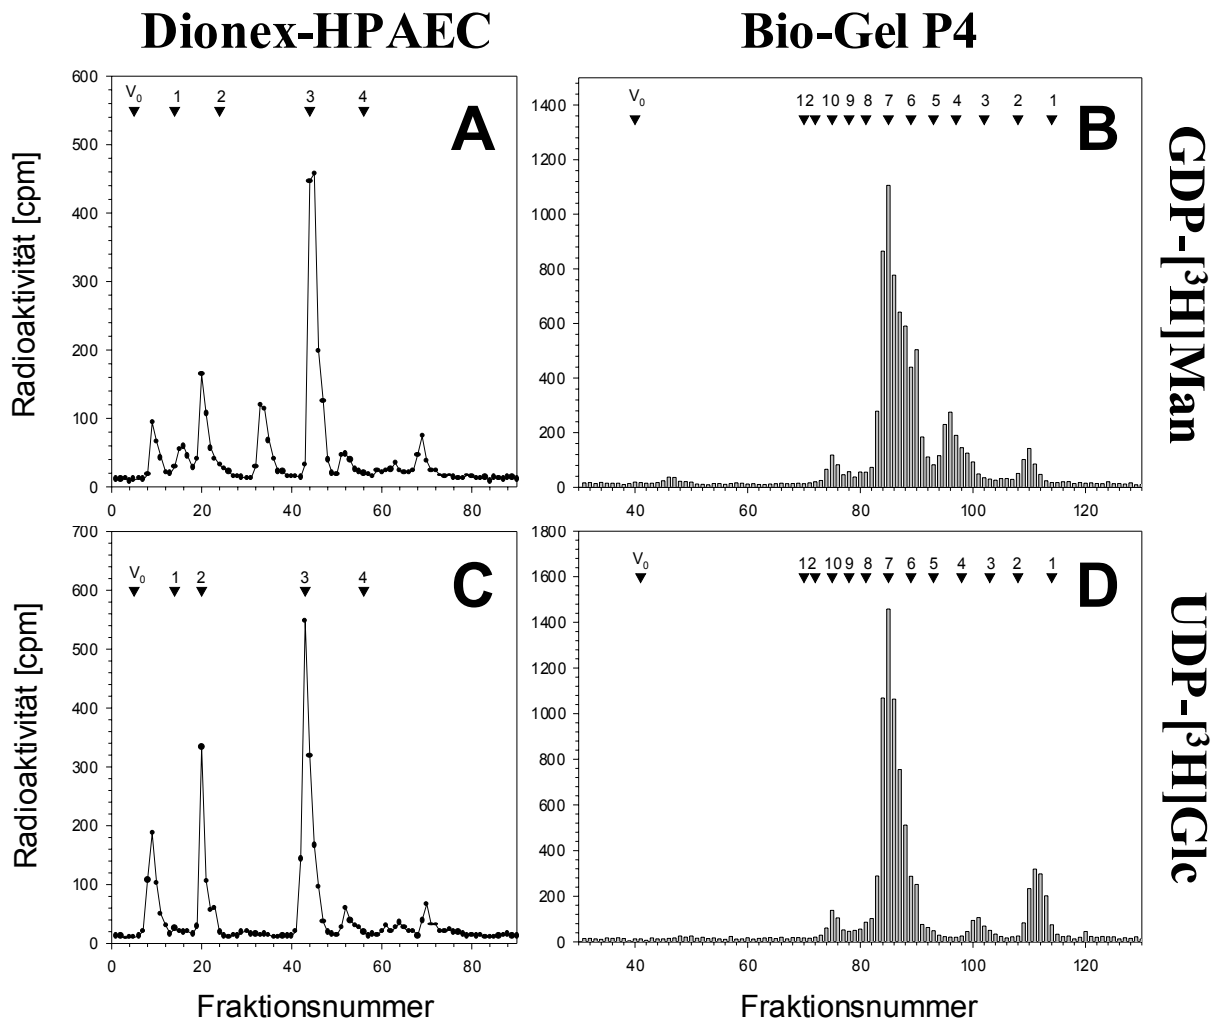 Dionex-HPAEC
Bio-Gel P4
600
500
400
300
200
100
0
0 20 40 60 80
V0 1 2 3 4
A
Radioaktivität [cpm]
1400
1200
1000
800
600
400
200
0
40 60 80 100 120
V0 12 10 9 8 7 6 5 4 3 2 1
B
GDP-[3H]Man
700
600
500
400
300
200
100
0
0 20 40 60 80
V0 1 2 3 4
C
Radioaktivität [cpm]
Fraktionsnummer
1800
1600
1400
1200
1000
800
600
400
200
0
40 60 80 100 120
V0 12 10 9 8 7 6 5 4 3 2 1
D
Fraktionsnummer
UDP-[3H]Glc